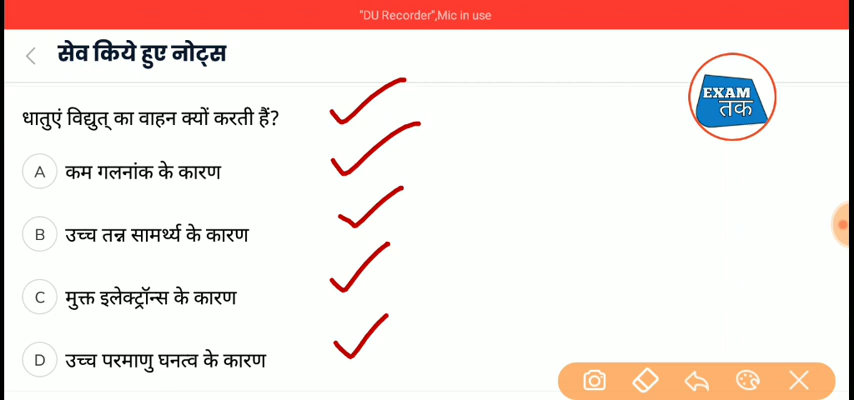 "DU Recorder",Mic in use
सेव किये हुए नोट्स
EXAM
तक
धातुएं विद्युत् का वाहन क्यों करती हैं?
A कम गलनांक के कारण
B उच्च तन्न सामर्थ्य के कारण
C मुक्त इलेक्ट्रॉन्स के कारण
D उच्च परमाणु घनत्व के कारण